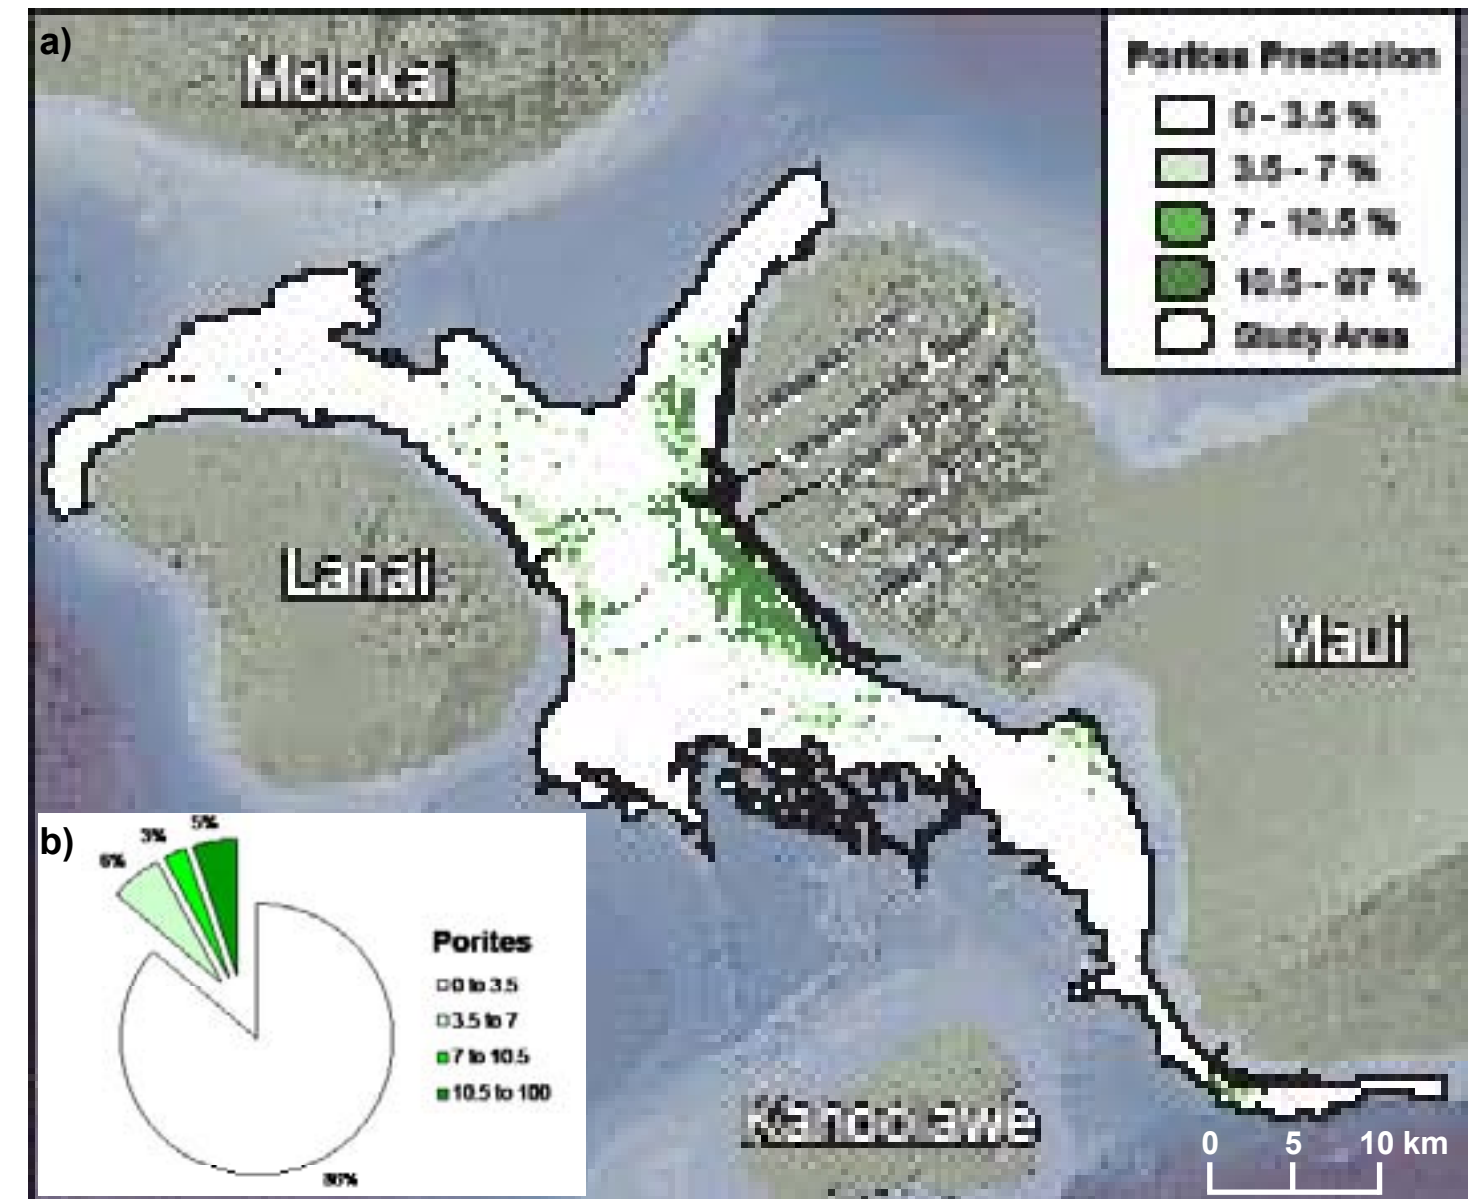 a)
Molokai
Porites Prediction
0 - 3.5 %
3.5 - 7 %
7 - 10.5 %
10.5 - 97 %
Study Area
Lanai
Maui
b)
5%
3%
6%
Porites
0 to 3.5
3.5 to 7
7 to 10.5
10.5 to 100
86%
Kahoolawe
0 5 10 km